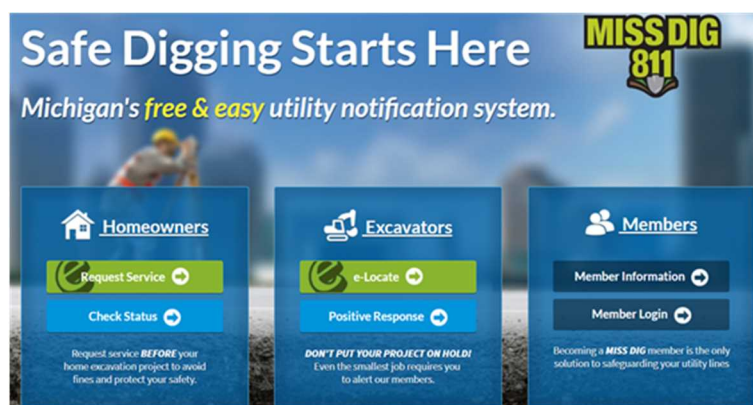 Safe Digging Starts Here
MISS DIG
811
Michigan's free & easy utility notification system.
Homeowners
Request Service
Check Status
Request service BEFORE your
home excavation project to avoid
fines and protect your safety.
Excavators
e-Locate
Positive Response
DON'T PUT YOUR PROJECT ON HOLD!
Even the smallest job requires you
to alert our members.
Members
Member Information
Member Login
Becoming a MISS DIG member is the only
solution to safeguarding your utility lines